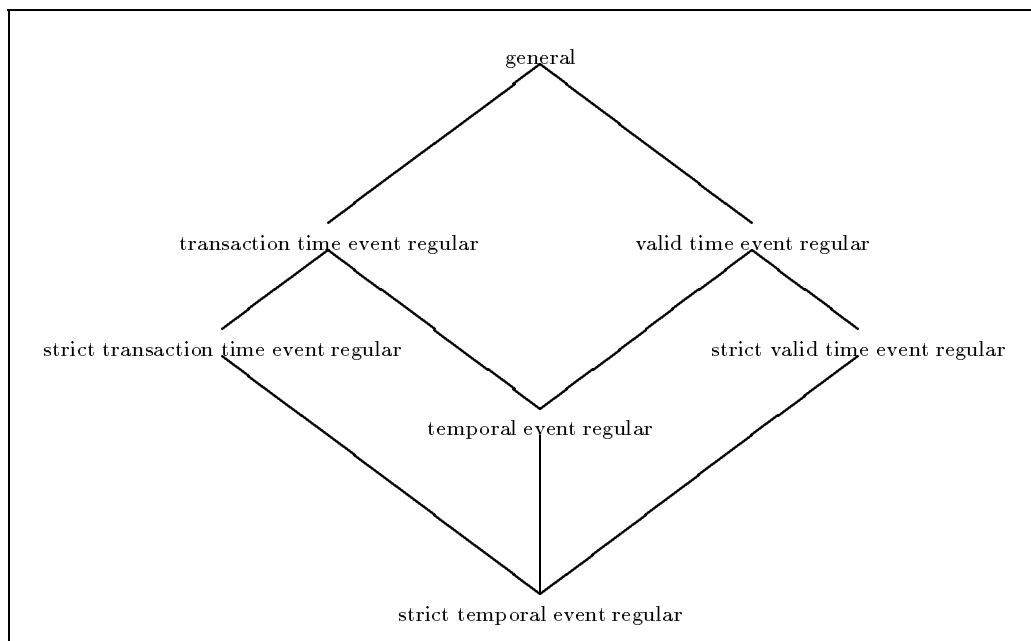 general
transaction time event regular
valid time event regular
strict transaction time event regular
strict valid time event regular
temporal event regular
strict temporal event regular